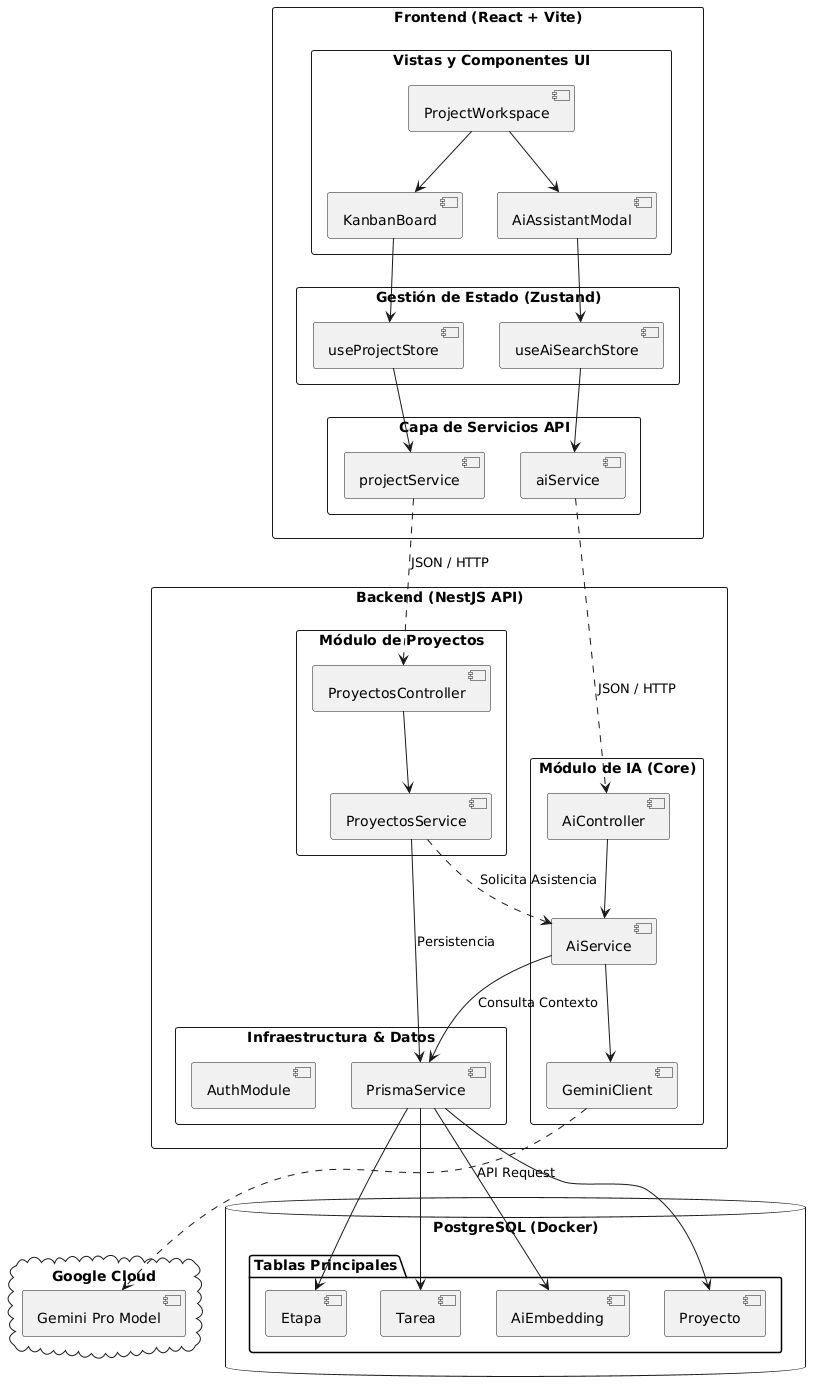 Frontend (React + Vite)
Vistas y Componentes UI
ProjectWorkspace
KanbanBoard
AiAssistantModal
Gestión de Estado (Zustand)
useProjectStore
useAiSearchStore
Capa de Servicios API
projectService
aiService
JSON / HTTP
Backend (NestJS API)
Módulo de Proyectos
ProyectosController
JSON / HTTP
Módulo de IA (Core)
ProyectosService
AiController
Solicita Asistencia
Persistencia
AiService
Consulta Contexto
Infraestructura & Datos
AuthModule
PrismaService
GeminiClient
API Request
PostgreSQL (Docker)
Tablas Principales
Google Cloud
Gemini Pro Model
Etapa
Tarea
AiEmbedding
Proyecto